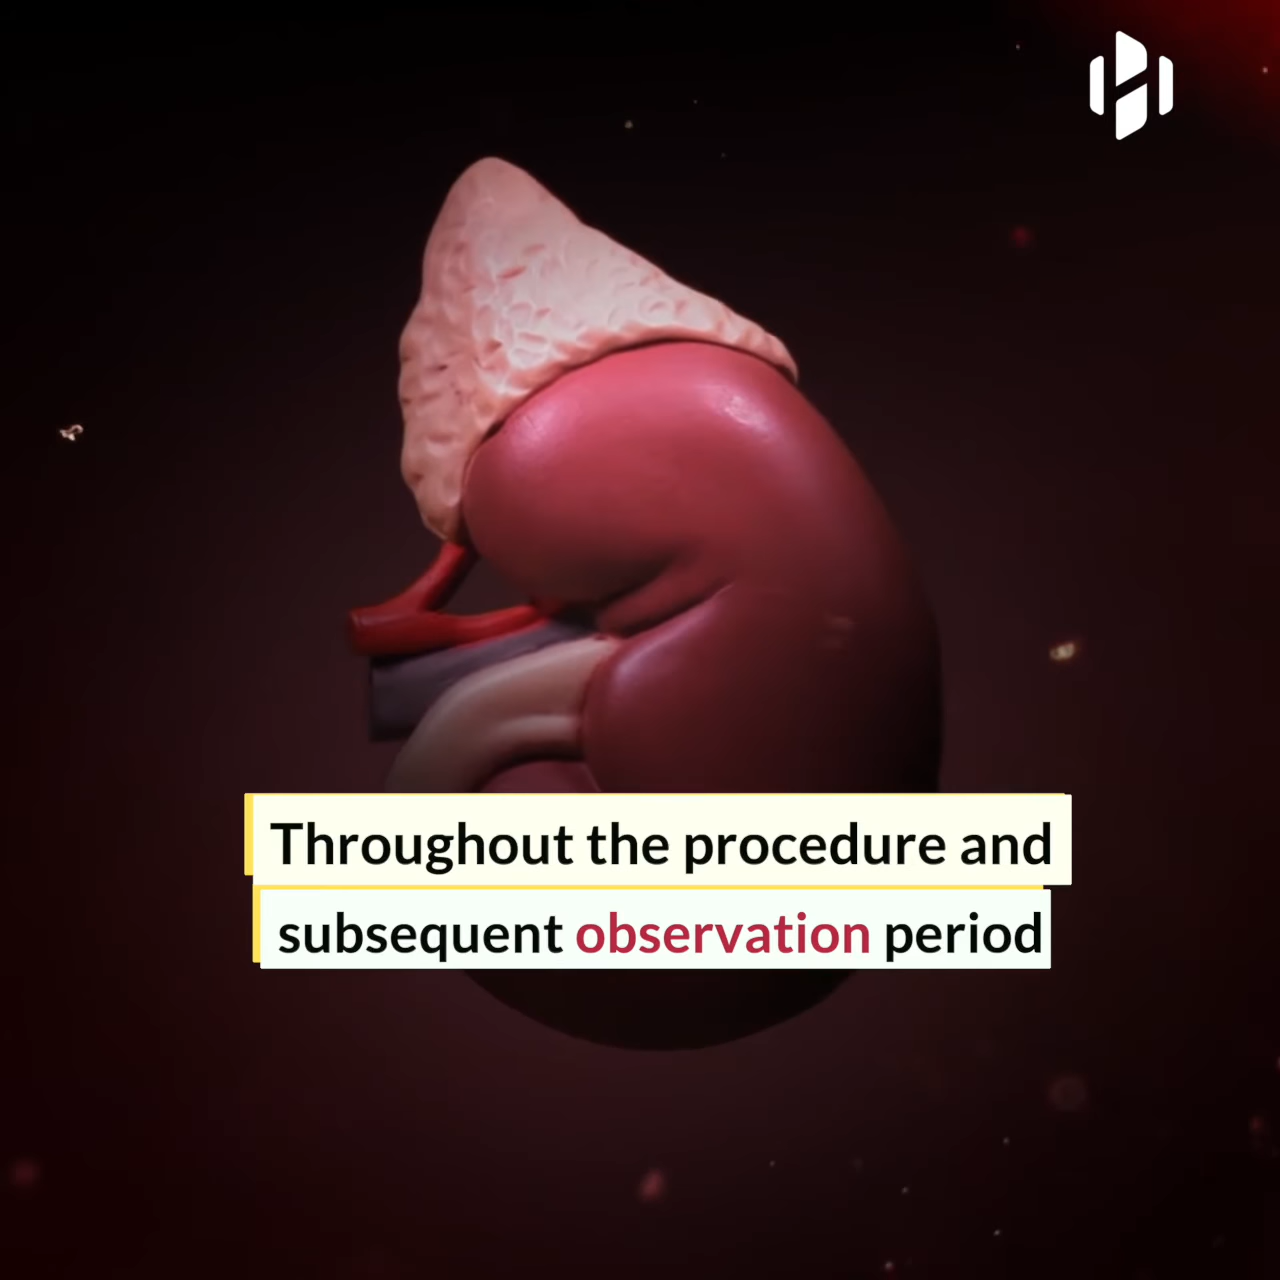 Throughout the procedure and
subsequent observation period